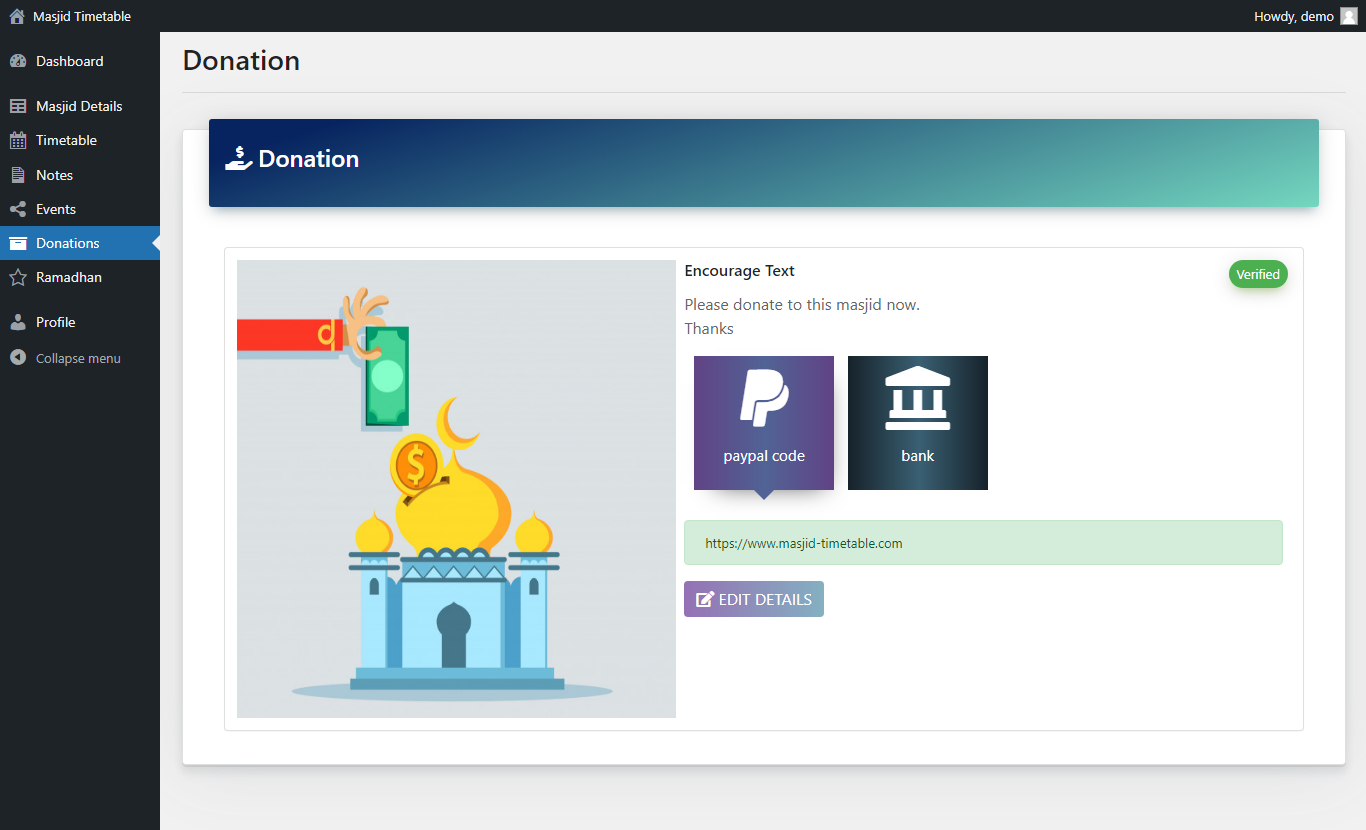 Masjid Timetable
Howdy, demo
Dashboard
Masjid Details
Timetable
Notes
Events
Donations
Ramadhan
Profile
Collapse menu
Donation
Donation
Encourage Text
Verified
Please donate to this masjid now.
Thanks
paypal code
bank
https://www.masjid-timetable.com
EDIT DETAILS